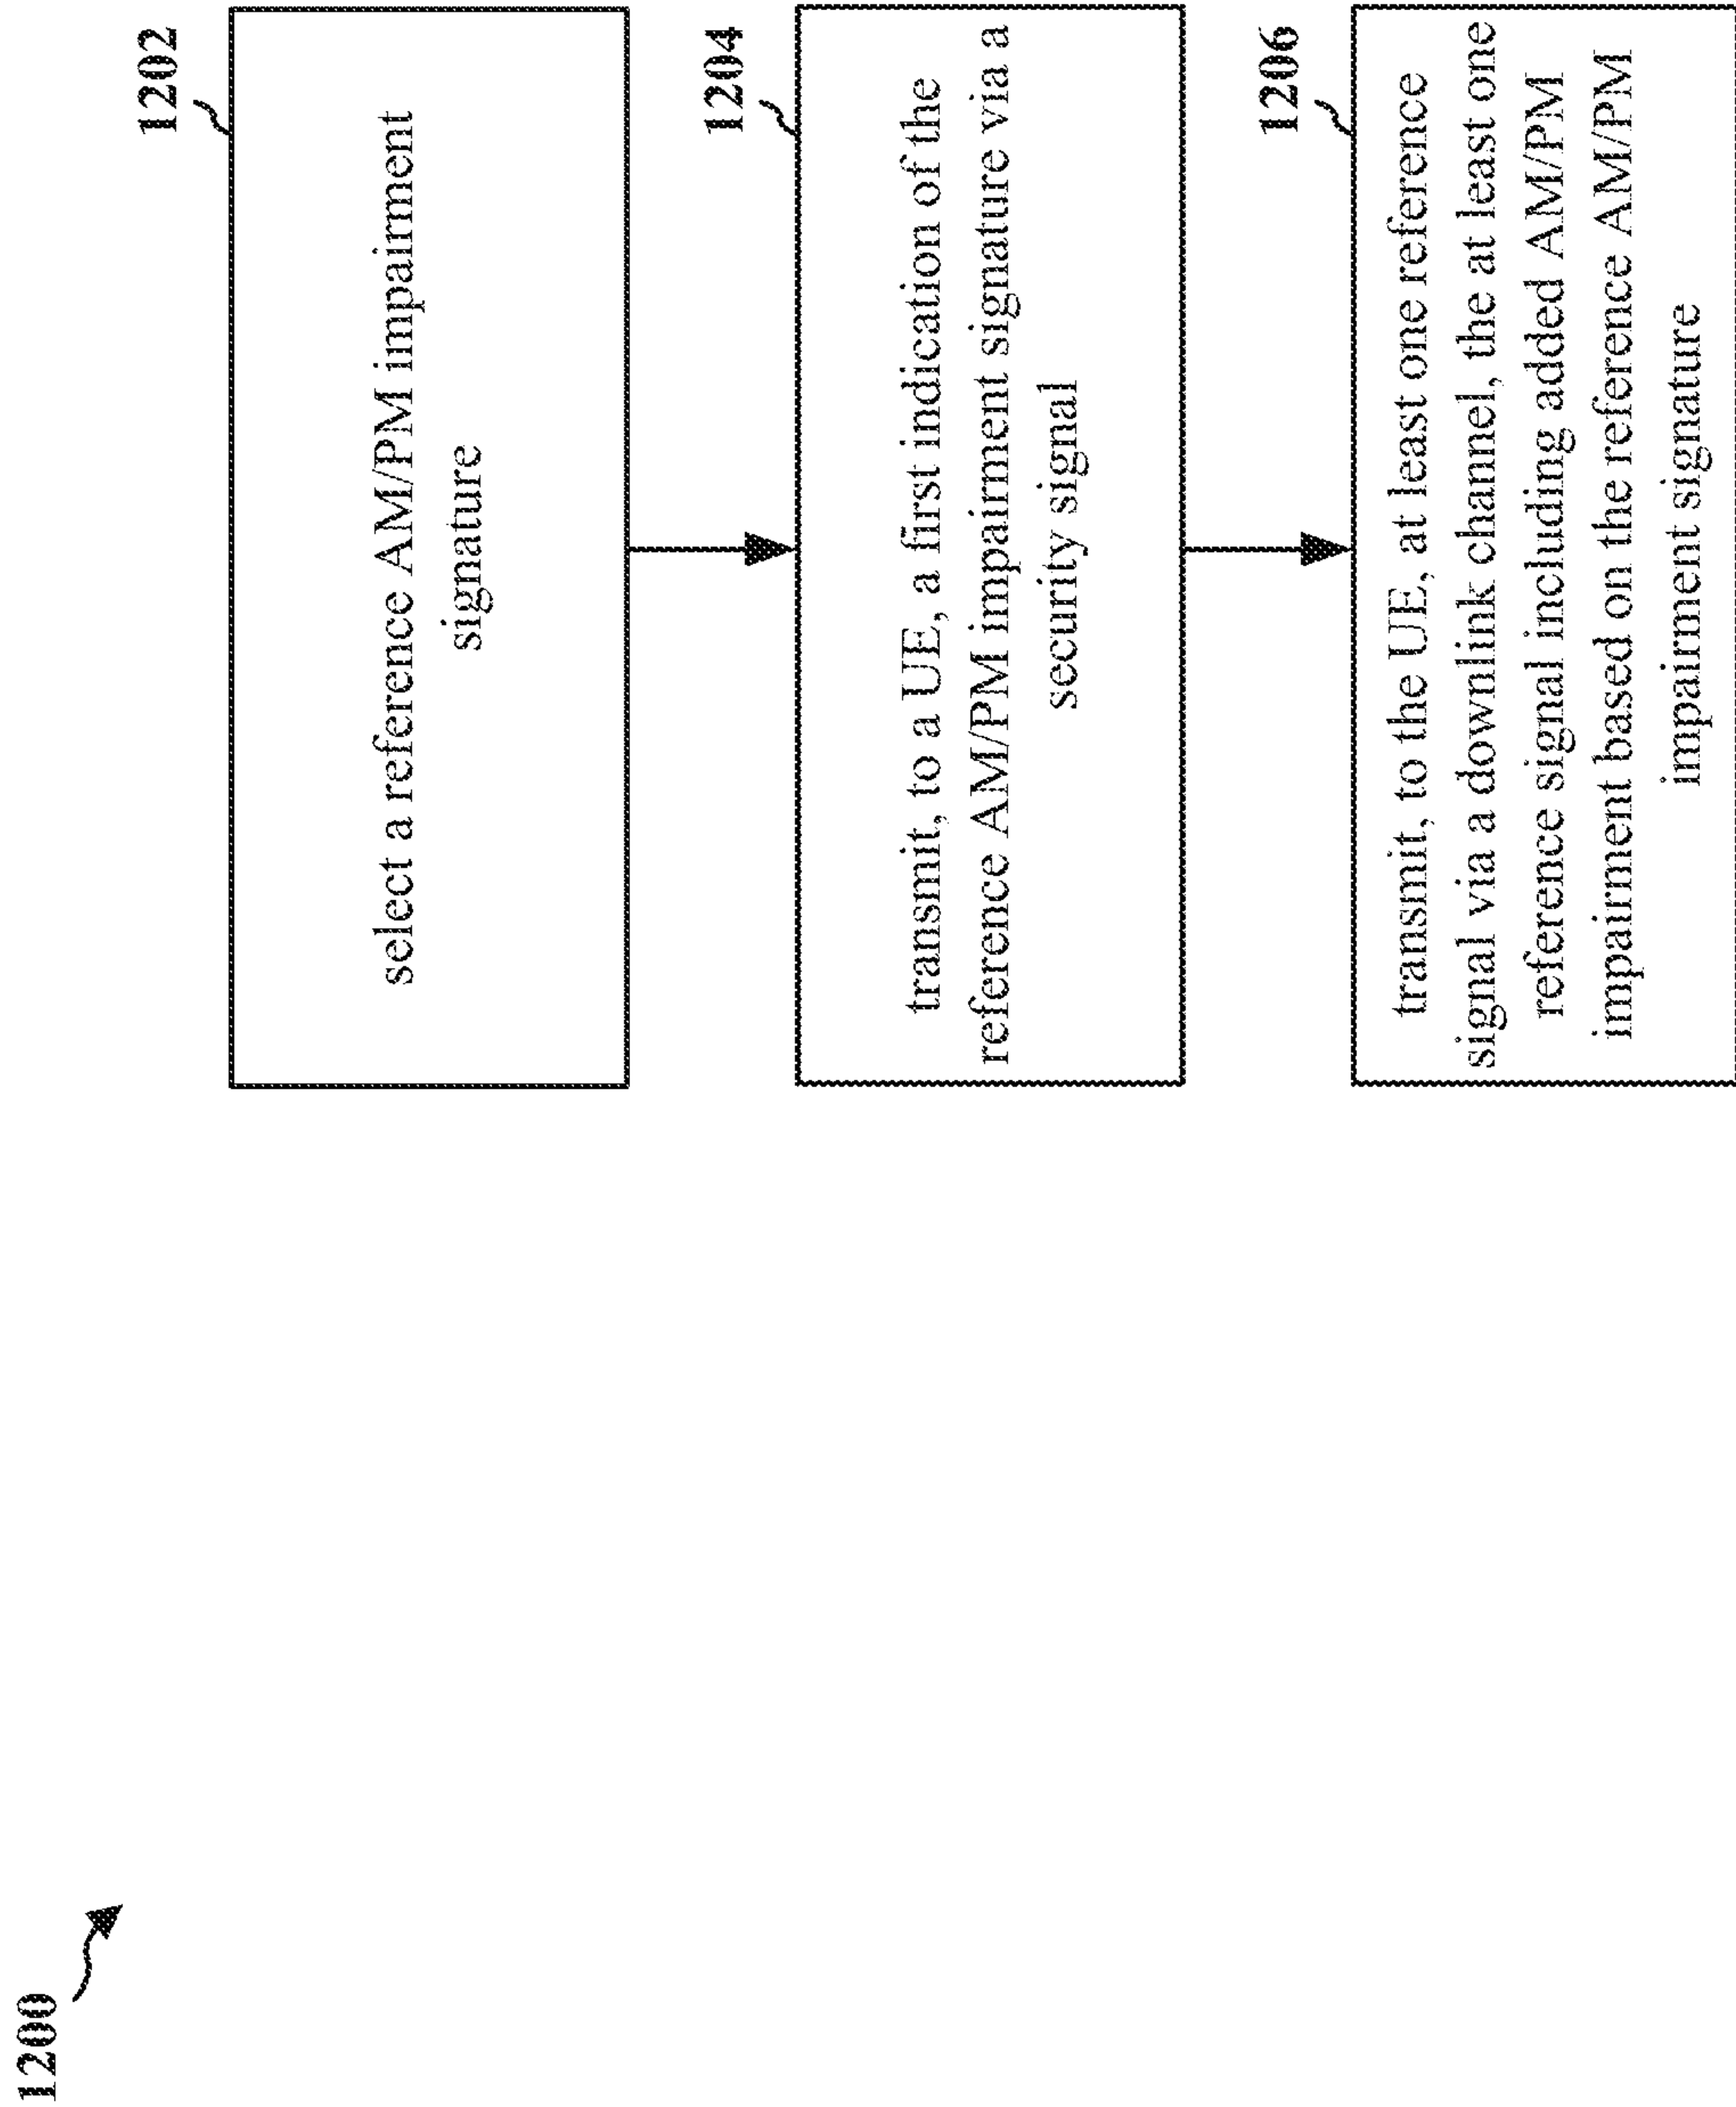 1200
1202
select a reference AM/PM impairment
signature
1204
transmit, to a UE, a first indication of the
reference AM/PM impairment signature via a
security signal
1206
transmit, to the UE, at least one reference
signal via a downlink channel, the at least one
reference signal including added AM/PM
impairment based on the reference AM/PM
impairment signature